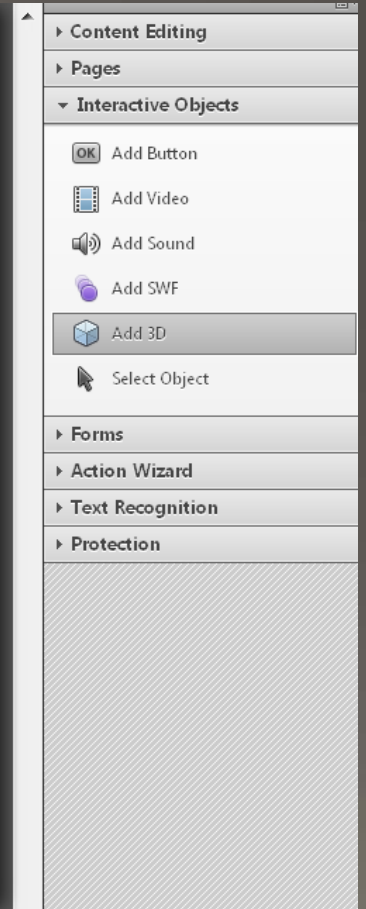 Content Editing
Pages
Interactive Objects
OK Add Button
Add Video
Add Sound
Add SWF
Add 3D
Select Object
Forms
Action Wizard
Text Recognition
Protection